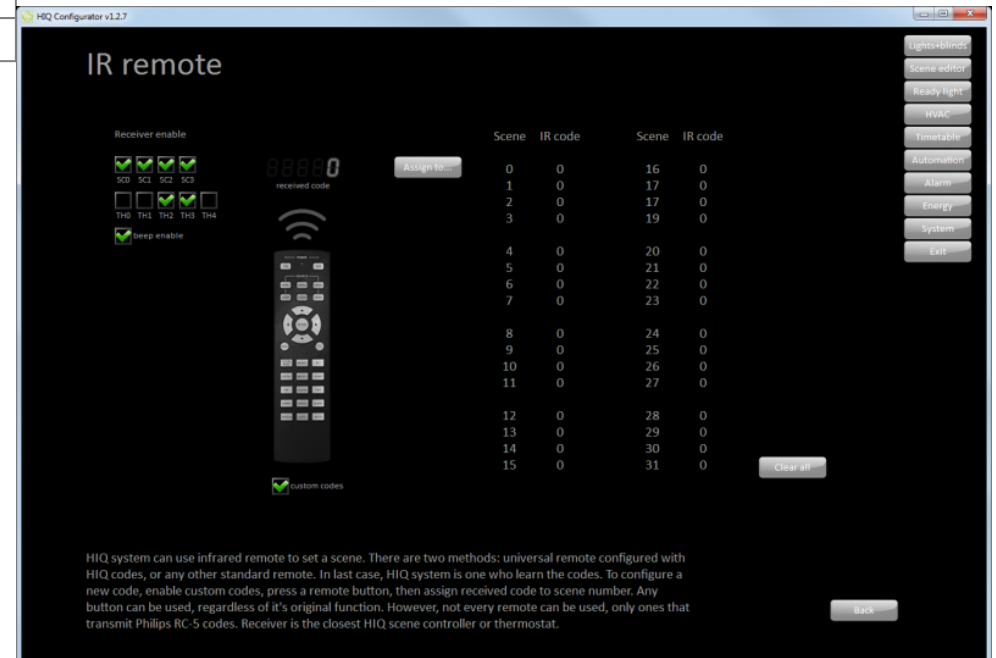 HIQ Configurator v1.2.7
IR remote
Lights+blinds
Scene editor
Ready light
HVAC
Timetable
Automation
Alarm
Energy
System
Exit
Receiver enable
SC0 SC1 SC2 SC3
TH0 TH1 TH2 TH3 TH4
beep enable
0
received code
Assign to...
custom codes
Scene IR code Scene IR code
0 0 16 0
1 0 17 0
2 0 17 0
3 0 19 0
4 0 20 0
5 0 21 0
6 0 22 0
7 0 23 0
8 0 24 0
9 0 25 0
10 0 26 0
11 0 27 0
12 0 28 0
13 0 29 0
14 0 30 0
15 0 31 0
Clear all
HIQ system can use infrared remote to set a scene. There are two methods: universal remote configured with
HIQ codes, or any other standard remote. In last case, HIQ system is one who learn the codes. To configure a
new code, enable custom codes, press a remote button, then assign received code to scene number. Any
button can be used, regardless of it's original function. However, not every remote can be used, only ones that
transmit Philips RC-5 codes. Receiver is the closest HIQ scene controller or thermostat.
Back